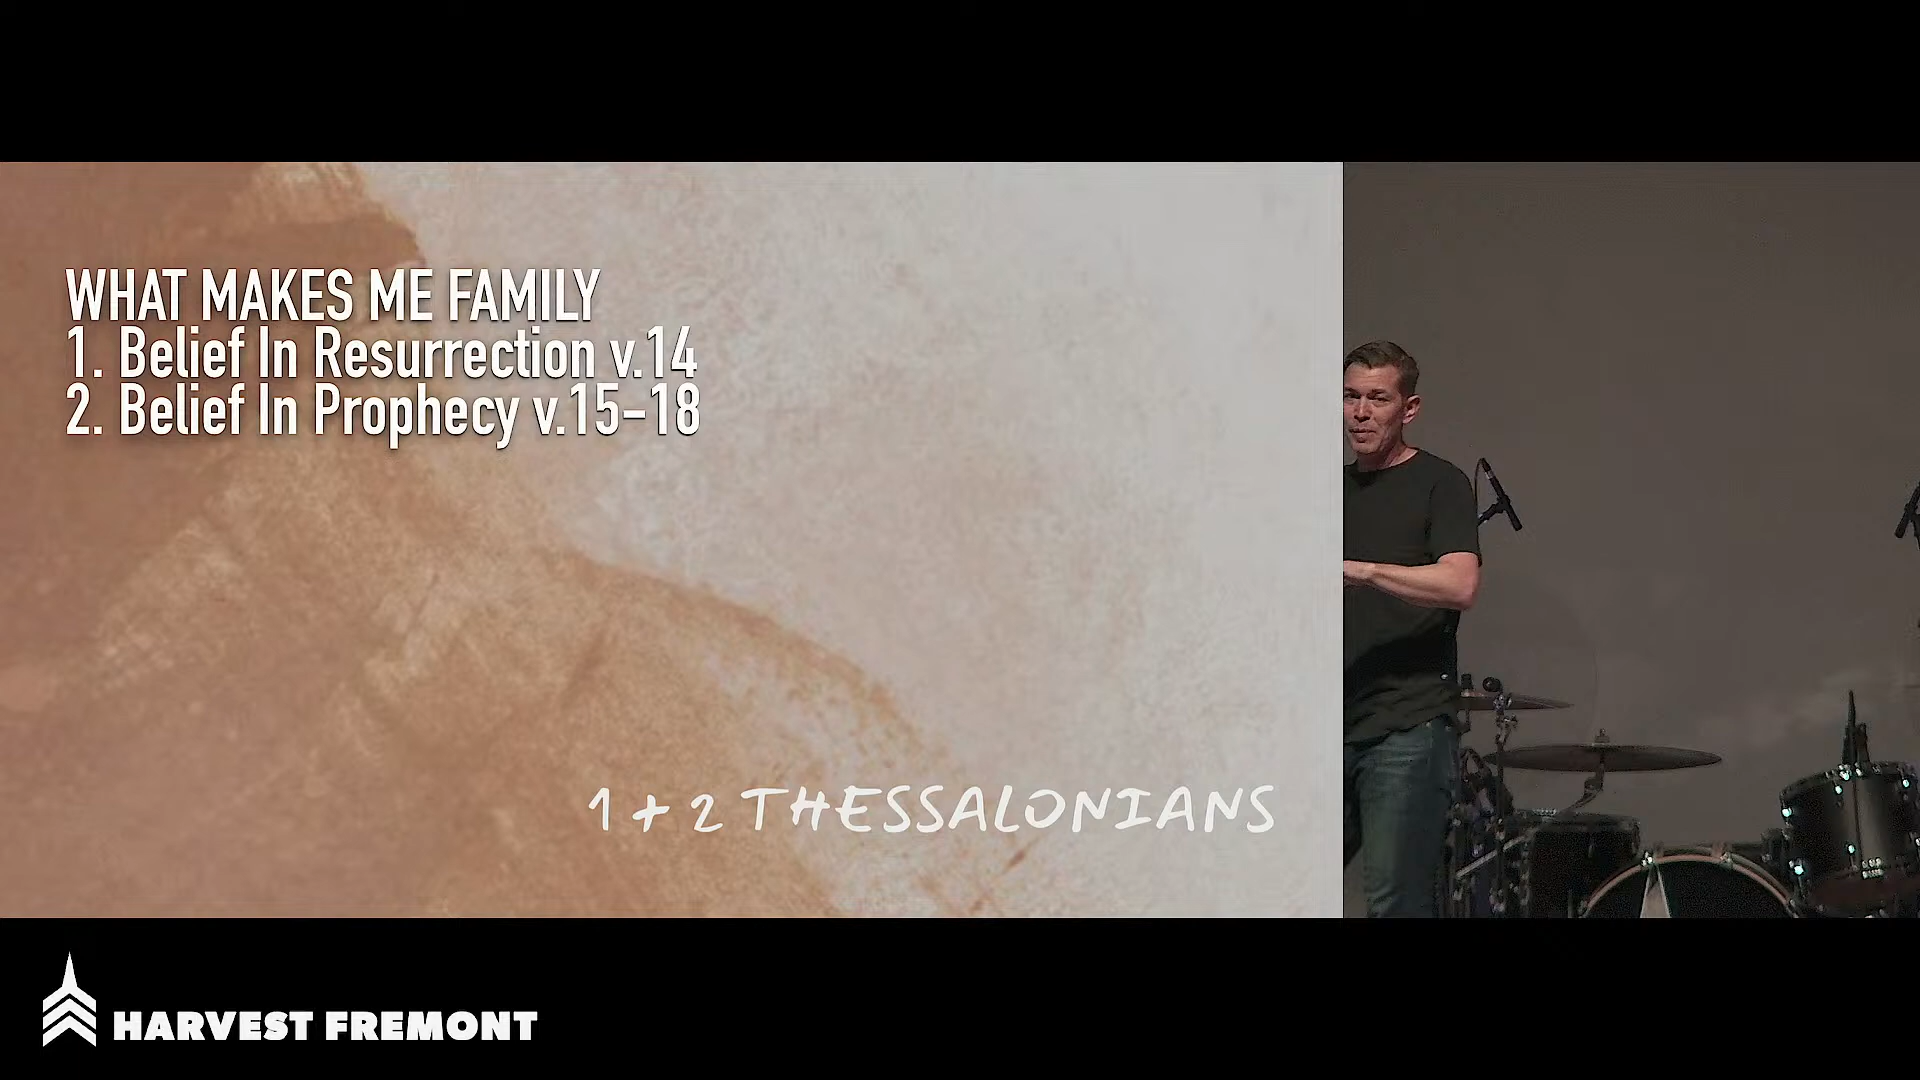 WHAT MAKES ME FAMILY
1. Belief In Resurrection v.14
2. Belief In Prophecy v.15-18
1 + 2 THESSALONIANS
HARVEST FREMONT